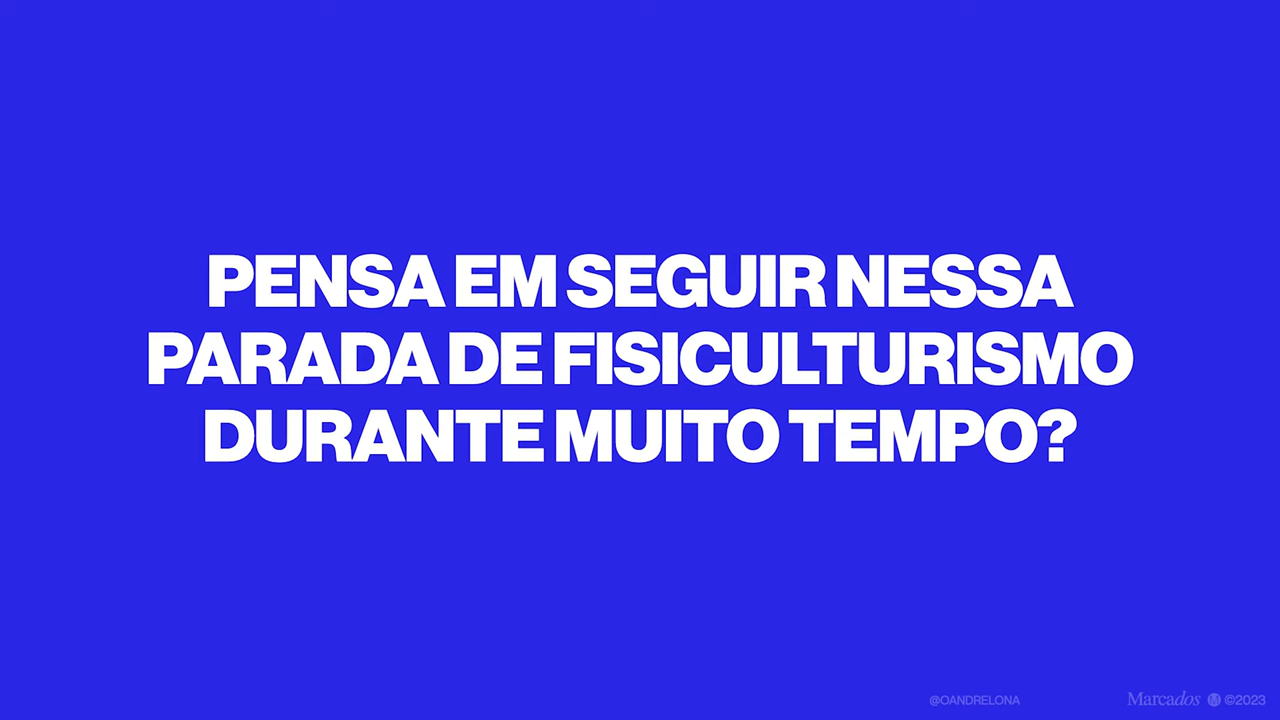 PENSA EM SEGUIR NESSA
PARADA DE FISICULTURISMO
DURANTE MUITO TEMPO?
@OANDRELONA
Marcados ©2023